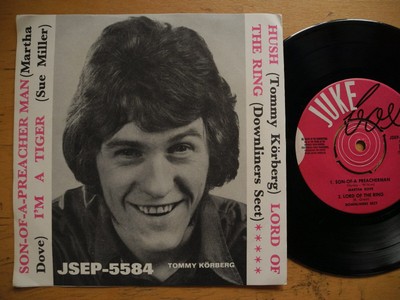 SON-OF-A-PREACHER MAN (Martha
Dove) I'M A TIGER (Sue Miller)
HUSH (Tommy Körberg) LORD OF
THE RING (Downliners Sect) *****
JSEP-5584
TOMMY KÖRBERG
JUKE
box
1. SON-OF-A PREACHERMAN
2. LORD OF THE RING